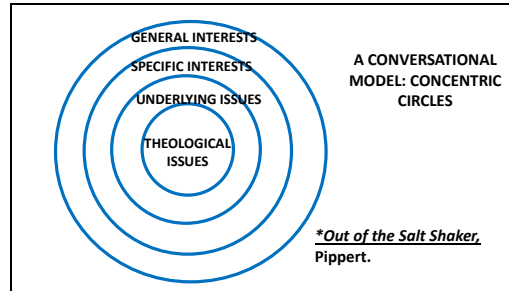 GENERAL INTERESTS
SPECIFIC INTERESTS
UNDERLYING ISSUES
THEOLOGICAL
ISSUES
A CONVERSATIONAL
MODEL: CONCENTRIC
CIRCLES
*Out of the Salt Shaker,
Pippert.